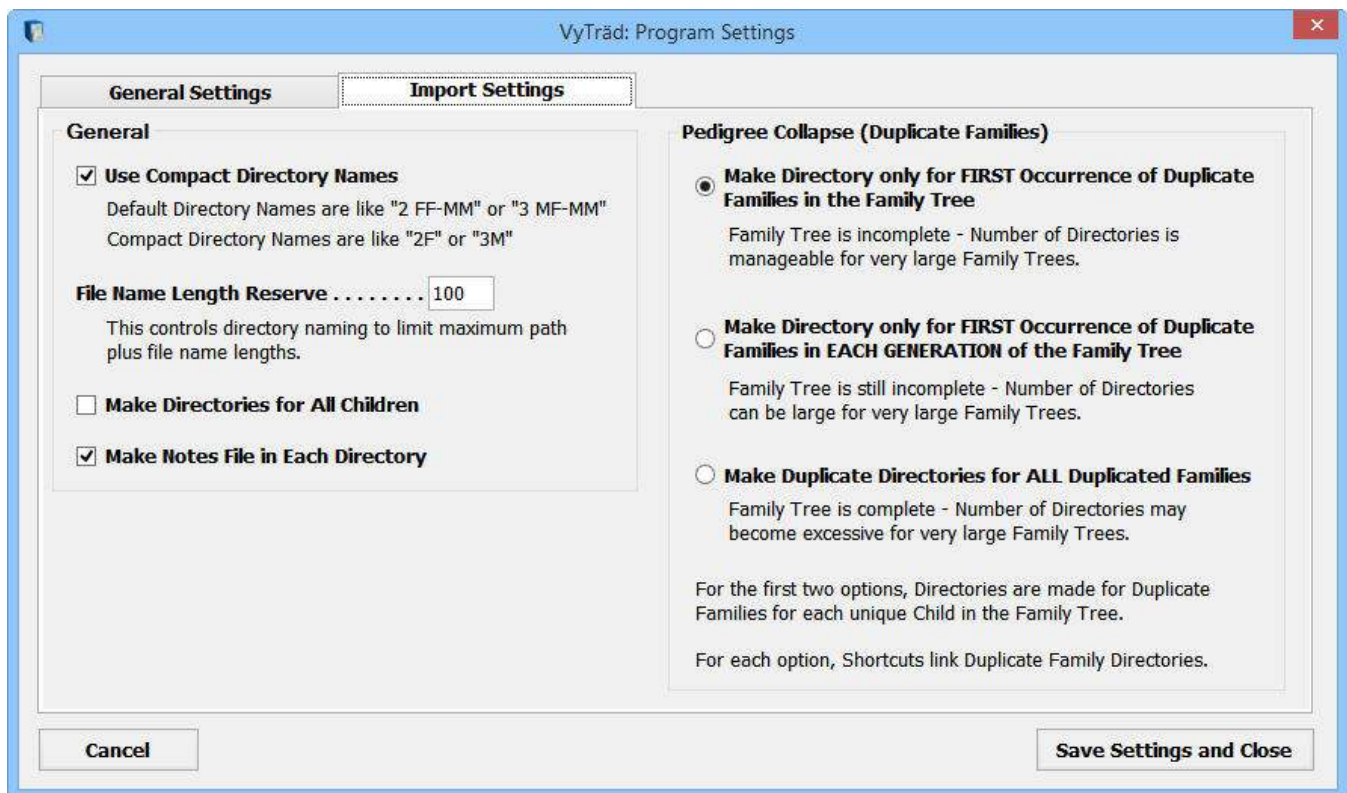 VyTräd: Program Settings
General Settings
Import Settings
General
Use Compact Directory Names
Default Directory Names are like "2 FF-MM" or "3 MF-MM"
Compact Directory Names are like "2F" or "3M"
File Name Length Reserve . . . . . . . . 100
This controls directory naming to limit maximum path
plus file name lengths.
Make Directories for All Children
Make Notes File in Each Directory
Pedigree Collapse (Duplicate Families)
Make Directory only for FIRST Occurrence of Duplicate
Families in the Family Tree
Family Tree is incomplete - Number of Directories is
manageable for very large Family Trees.
Make Directory only for FIRST Occurrence of Duplicate
Families in EACH GENERATION of the Family Tree
Family Tree is still incomplete - Number of Directories
can be large for very large Family Trees.
Make Duplicate Directories for ALL Duplicated Families
Family Tree is complete - Number of Directories may
become excessive for very large Family Trees.
For the first two options, Directories are made for Duplicate
Families for each unique Child in the Family Tree.
For each option, Shortcuts link Duplicate Family Directories.
Cancel
Save Settings and Close